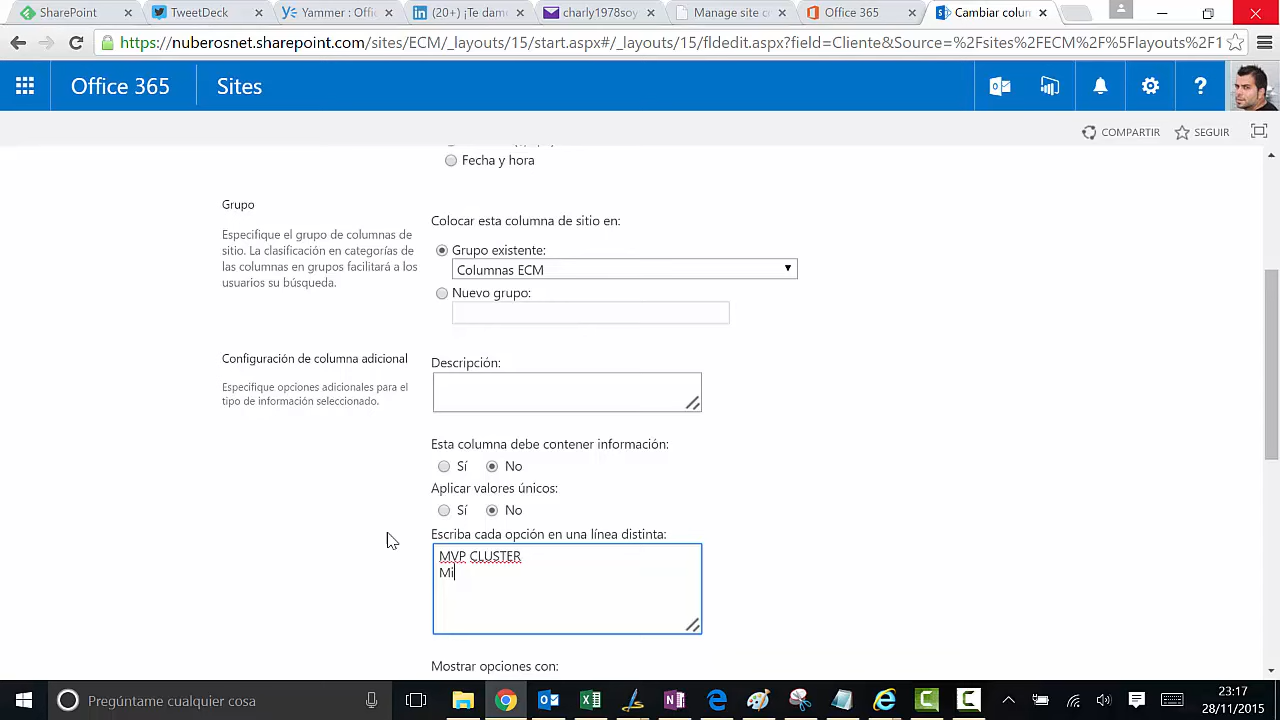 SharePoint
TweetDeck
Yammer : Offi
(20+) ¡Te dam
charly1978soy
Manage site c
Office 365
Cambiar colum
https://nuberosnet.sharepoint.com/sites/ECM/_layouts/15/start.aspx#/_layouts/15/fldedit.aspx?field=Cliente&Source=%2Fsites%2FECM%2F%5Flayouts%2F1
Office 365
Sites
COMPARTIR
SEGUIR
Fecha y hora
Grupo
Especifique el grupo de columnas de
sitio. La clasificación en categorías de
las columnas en grupos facilitará a los
usuarios su búsqueda.
Colocar esta columna de sitio en:
Grupo existente:
Columnas ECM
Nuevo grupo:
Configuración de columna adicional
Especifique opciones adicionales para el
tipo de información seleccionado.
Descripción:
Esta columna debe contener información:
Sí No
Aplicar valores únicos:
Sí No
Escriba cada opción en una línea distinta:
MVP CLUSTER
Mi
Mostrar opciones con:
Pregúntame cualquier cosa
23:17
28/11/2015